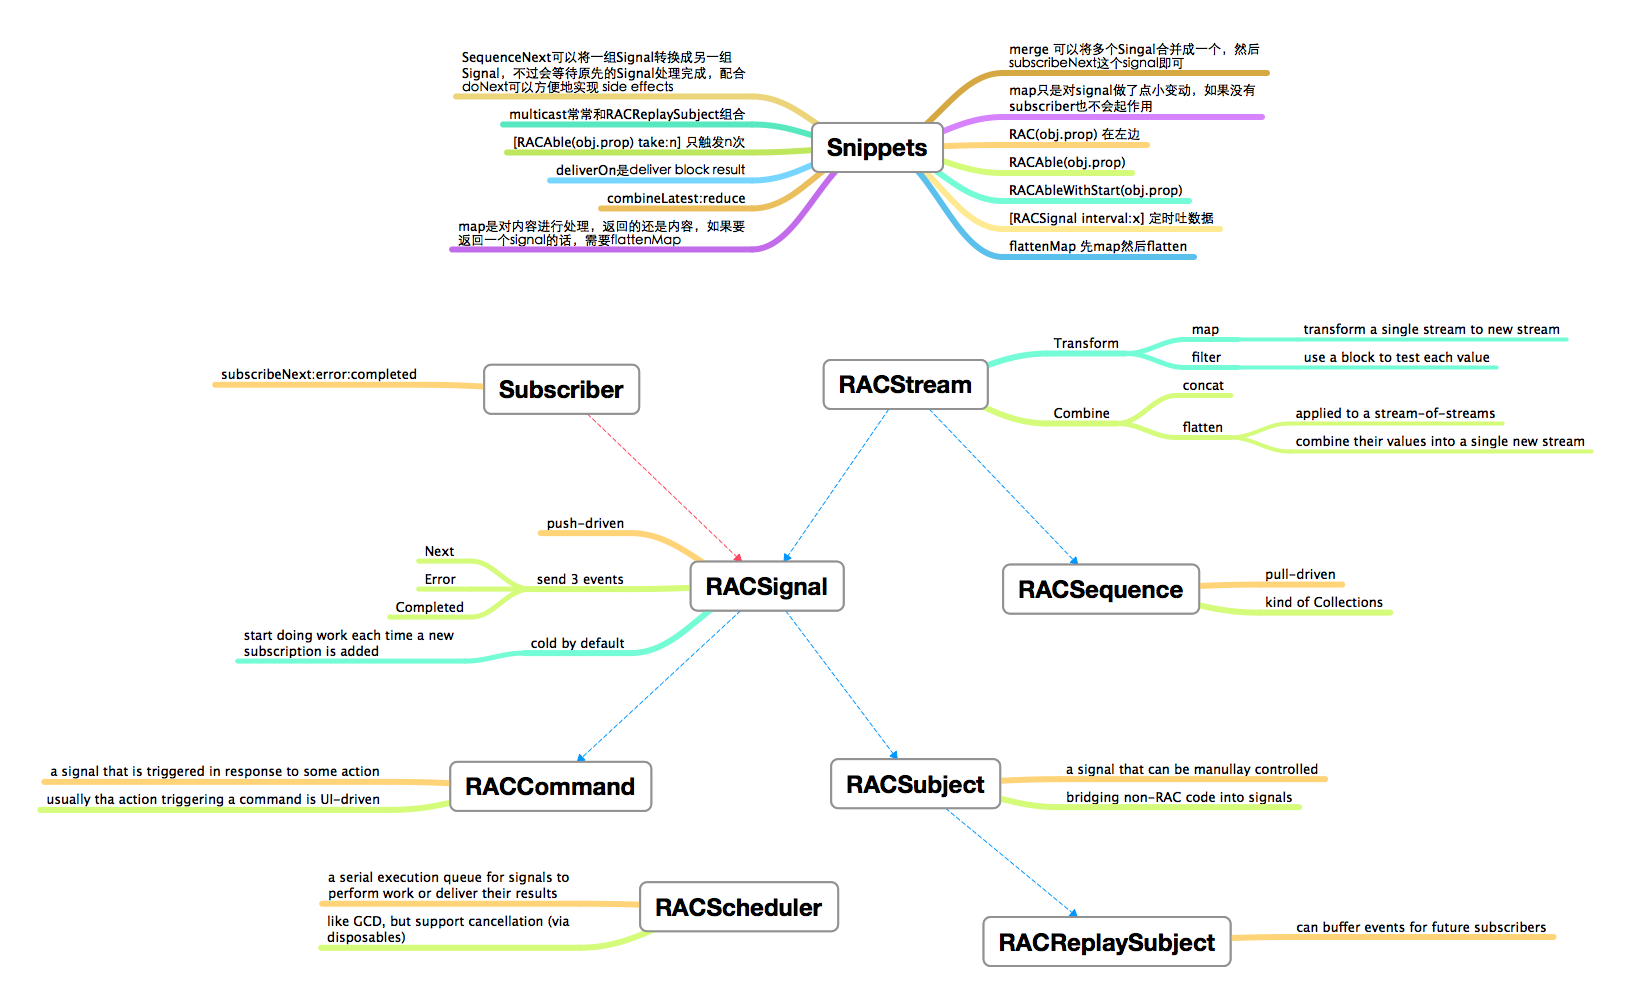 SequenceNext可以将一组Signal转换成另一组
Signal，不过会等待原先的Signal处理完成，配合
doNext可以方便地实现 side effects
multicast常常和RACReplaySubject组合
[RACAble(obj.prop) take:n] 只触发n次
deliverOn是deliver block result
combineLatest:reduce
map是对内容进行处理，返回的还是内容，如果要
返回一个signal的话，需要flattenMap
Snippets
merge 可以将多个Singal合并成一个，然后
subscribeNext这个signal即可
map只是对signal做了点小变动，如果没有
subscriber也不会起作用
RAC(obj.prop) 在左边
RACAble(obj.prop)
RACAbleWithStart(obj.prop)
[RACSignal interval:x] 定时吐数据
flattenMap 先map然后flatten
subscribeNext:error:completed
Subscriber
RACStream
Transform
map
transform a single stream to new stream
filter
use a block to test each value
Combine
concat
flatten
applied to a stream-of-streams
combine their values into a single new stream
push-driven
Next
Error
Completed
send 3 events
start doing work each time a new
subscription is added
cold by default
RACSignal
RACSequence
pull-driven
kind of Collections
a signal that is triggered in response to some action
usually tha action triggering a command is UI-driven
RACCommand
RACSubject
a signal that can be manullay controlled
bridging non-RAC code into signals
a serial execution queue for signals to
perform work or deliver their results
like GCD, but support cancellation (via
disposables)
RACScheduler
RACReplaySubject
can buffer events for future subscribers